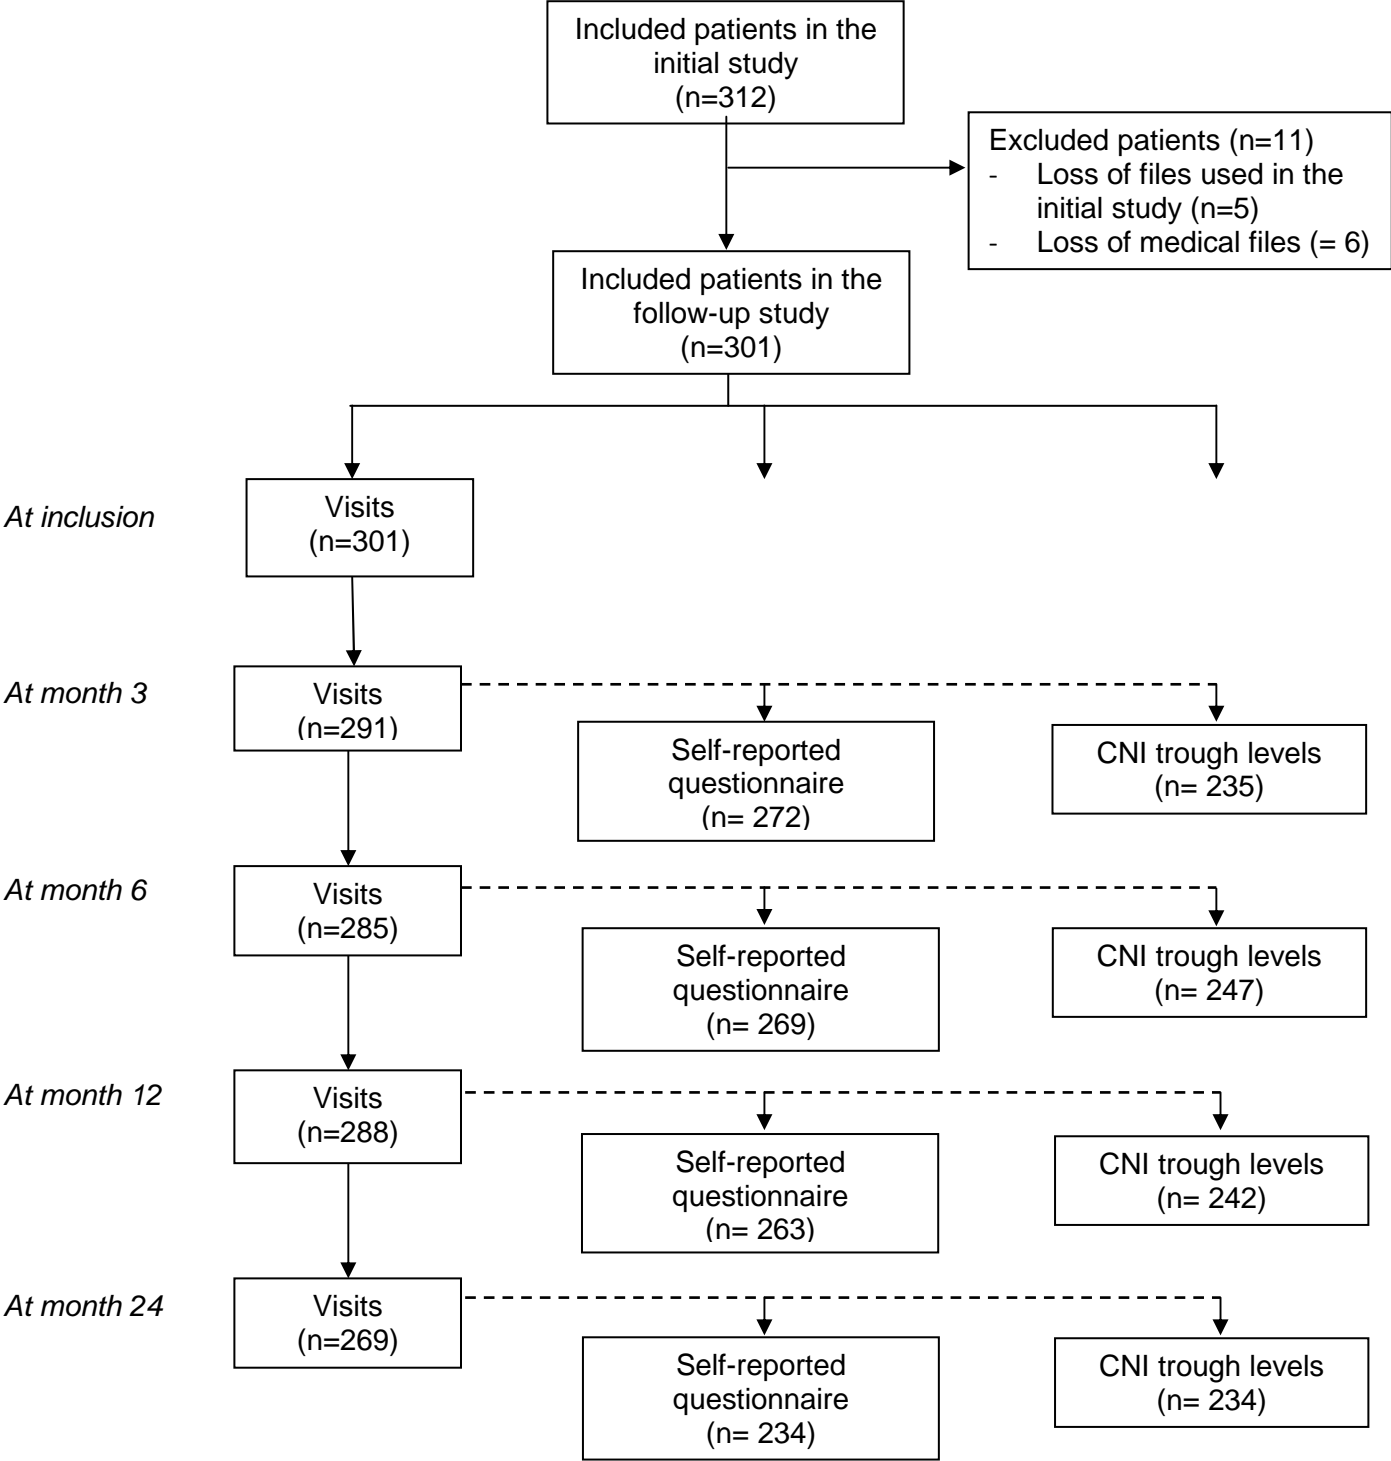 Included patients in the
initial study
(n=312)
Excluded patients (n=11)
- Loss of files used in the
initial study (n=5)
- Loss of medical files (= 6)
Included patients in the
follow-up study
(n=301)
At inclusion
Visits
(n=301)
At month 3
Visits
(n=291)
Self-reported
questionnaire
(n= 272)
CNI trough levels
(n= 235)
At month 6
Visits
(n=285)
Self-reported
questionnaire
(n= 269)
CNI trough levels
(n= 247)
At month 12
Visits
(n=288)
Self-reported
questionnaire
(n= 263)
CNI trough levels
(n= 242)
At month 24
Visits
(n=269)
Self-reported
questionnaire
(n= 234)
CNI trough levels
(n= 234)